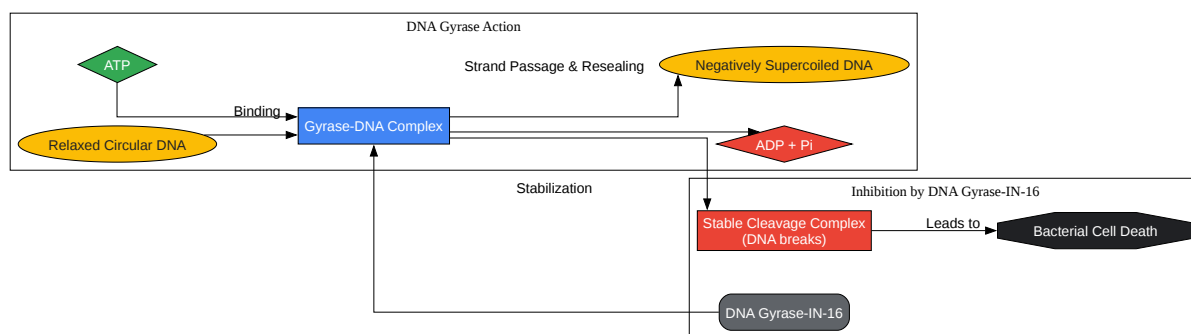 DNA Gyrase Action
ATP
Strand Passage & Resealing
Negatively Supercoiled DNA
Binding
Gyrase-DNA Complex
Relaxed Circular DNA
ADP + Pi
Stabilization
Inhibition by DNA Gyrase-IN-16
Stable Cleavage Complex
(DNA breaks)
Leads to
Bacterial Cell Death
DNA Gyrase-IN-16